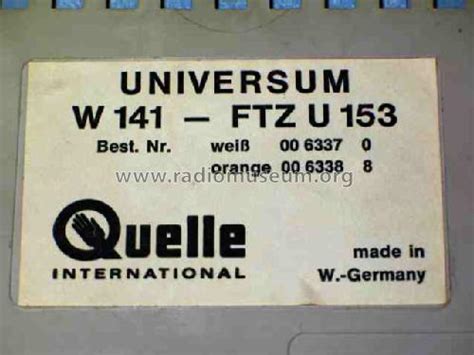 UNIVERSUM
W 141 – FTZ U 153
Best. Nr. weiß 00 6337 0
orange 00 6338 8
www.radiomuseum.org
Quelle
INTERNATIONAL
made in
W.-Germany